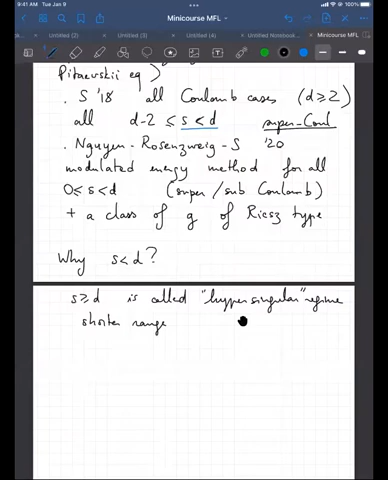 9:41 AM Tue Jan 9
100%
Minicourse MFL
Untitled (2)
Untitled (3)
Untitled (4)
Untitled Notebook...
Minicourse MFL
Pitaevskii eq )
. S '18 all Coulomb cases (d≥2)
all d-2 ≤ s < d super-Coul
. Nguyen - Rosenzweig - S '20
modulated energy method for all
0≤ s<d (super / sub Coulomb)
+ a class of g of Riesz type
Why s<d ?
s≥d is called "hypersingular" regime
shorter range